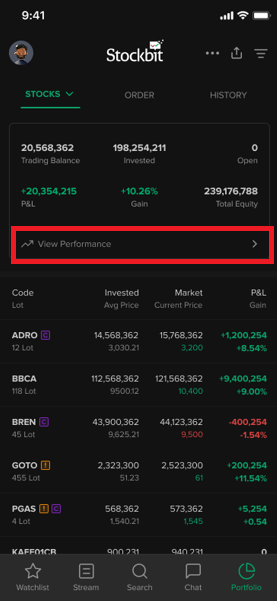 9:41
Stockbit
STOCKS ORDER HISTORY
20,568,362 198,254,211 0
Trading Balance Invested Open
+20,354,215 +10.26% 239,176,788
P&L Gain Total Equity
View Performance
Code Invested Market P&L
Lot Avg Price Current Price Gain
ADRO C 14,568,362 15,768,362 +1,200,254
12 Lot 3,030.21 3,200 +8.54%
BBCA 112,568,362 121,568,362 +9,400,254
118 Lot 9500.12 10,400 +9.00%
BREN C 43,900,362 44,123,362 -400,254
45 Lot 9,625.21 9,500 -1.54%
GOTO ! 2,323,300 2,523,300 +200,254
455 Lot 51.23 61 +11.54%
PGAS ! C 568,362 573,362 +5,254
4 Lot 1,540.21 1,545 +0.54
KAEF01CB 900,231 940,231 0
Watchlist Stream Search Chat Portfolio